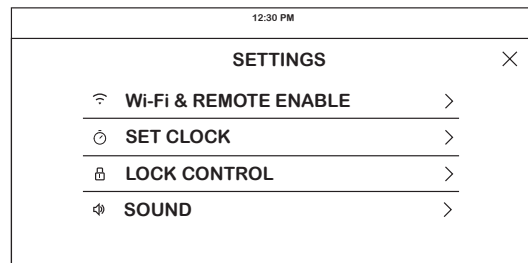 12:30 PM
SETTINGS
Wi-Fi & REMOTE ENABLE
SET CLOCK
LOCK CONTROL
SOUND